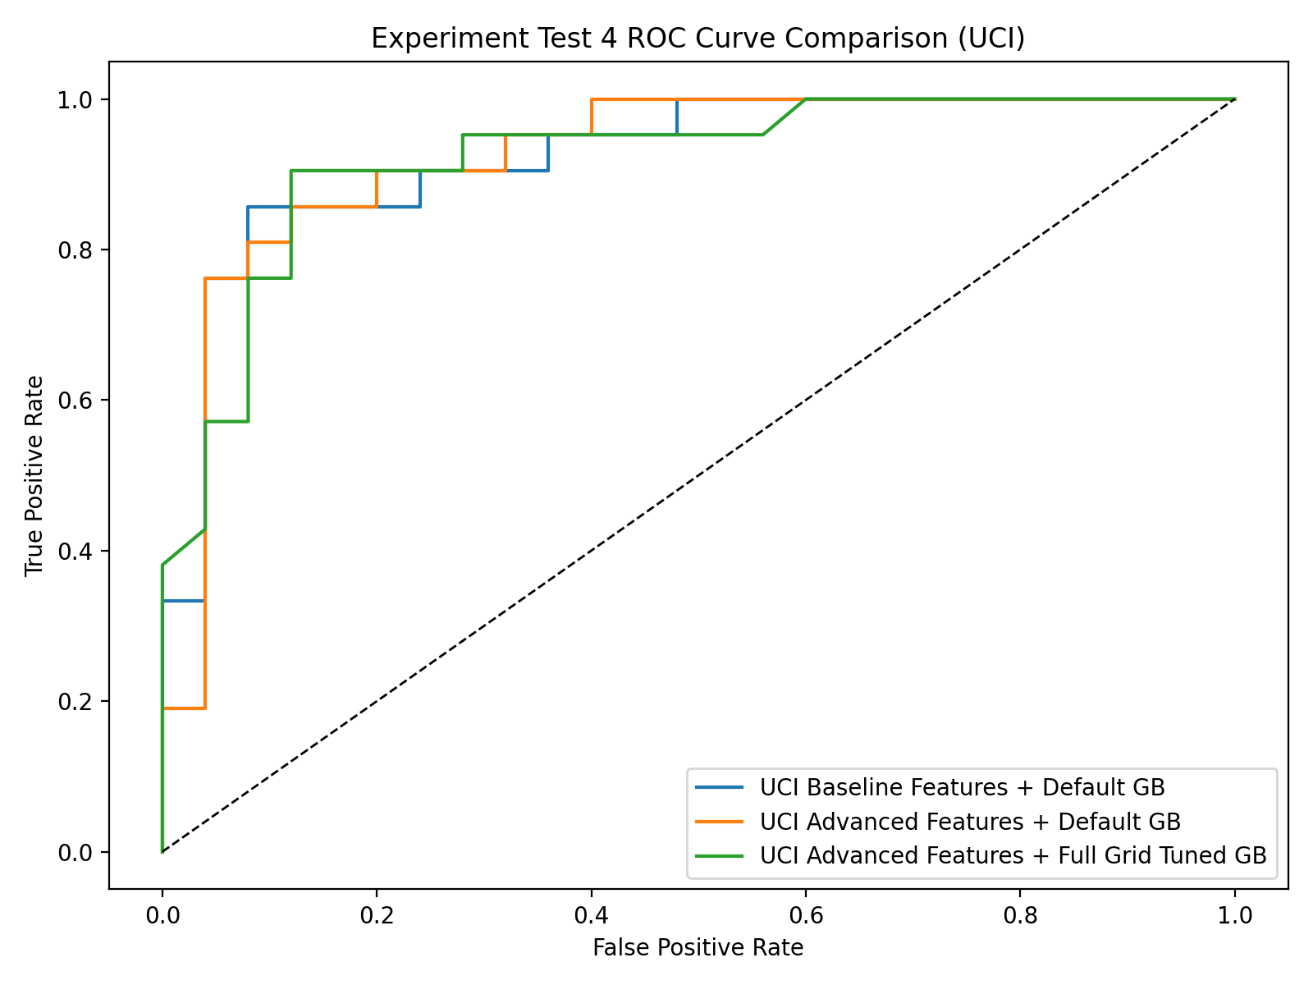 Experiment Test 4 ROC Curve Comparison (UCI)
True Positive Rate
1.0
0.8
0.6
0.4
0.2
0.0
UCI Baseline Features + Default GB
UCI Advanced Features + Default GB
UCI Advanced Features + Full Grid Tuned GB
0.0 0.2 0.4 0.6 0.8 1.0
False Positive Rate